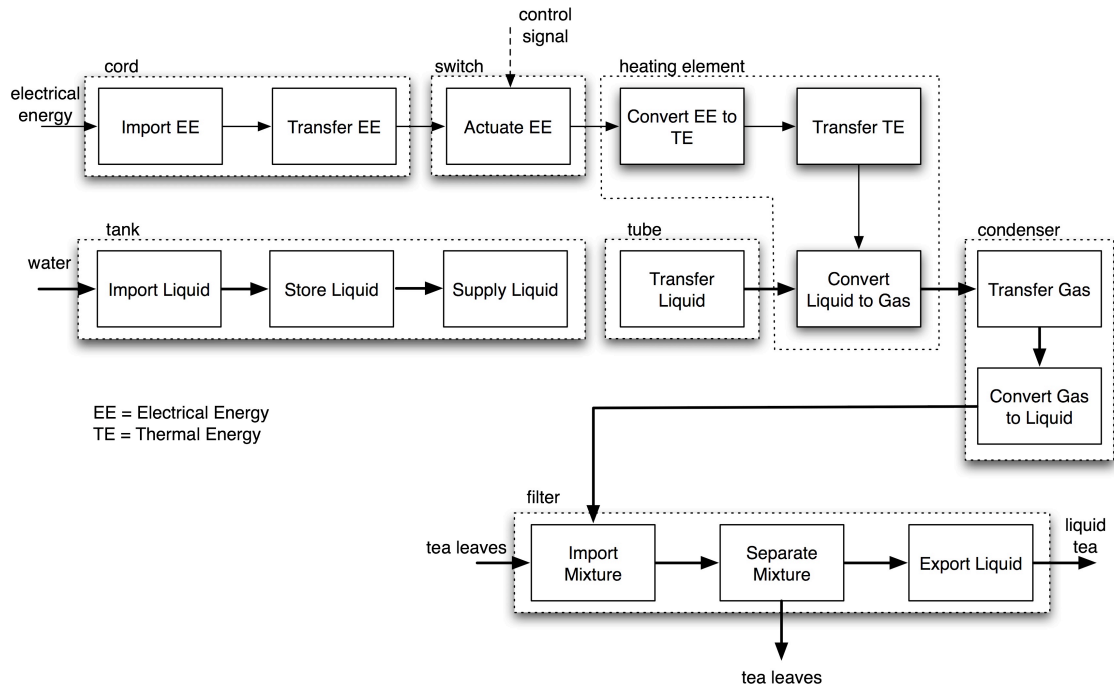 control
signal
cord
switch
heating element
electrical
energy
Import EE
Transfer EE
Actuate EE
Convert EE to
TE
Transfer TE
tank
tube
condenser
water
Import Liquid
Store Liquid
Supply Liquid
Transfer
Liquid
Convert
Liquid to Gas
Transfer Gas
Convert Gas
to Liquid
EE = Electrical Energy
TE = Thermal Energy
filter
tea leaves
Import
Mixture
Separate
Mixture
Export Liquid
liquid
tea
tea leaves